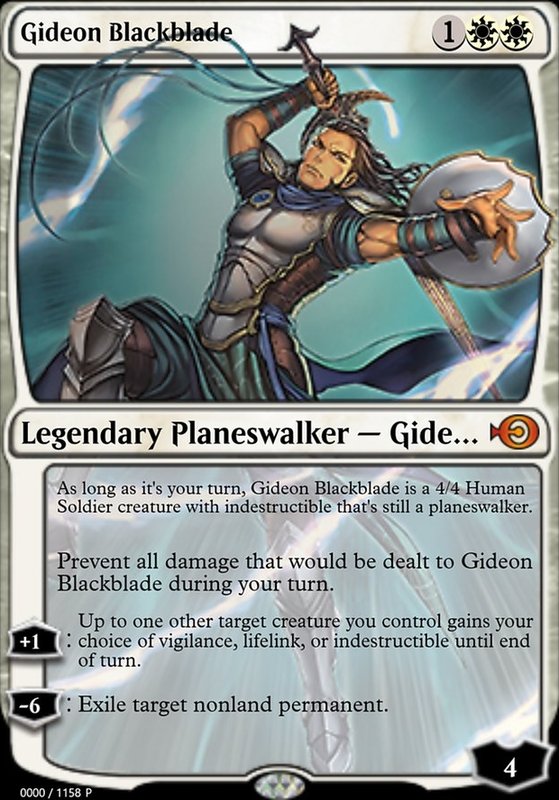 Gideon Blackblade 1
Legendary Planeswalker — Gide...
As long as it's your turn, Gideon Blackblade is a 4/4 Human
Soldier creature with indestructible that's still a planeswalker.
Prevent all damage that would be dealt to Gideon
Blackblade during your turn.
+1 : Up to one other target creature you control gains your
choice of vigilance, lifelink, or indestructible until end
of turn.
-6 : Exile target nonland permanent.
4
0000 / 1158 P